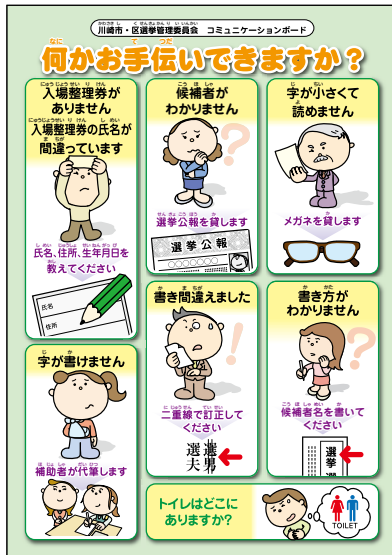 川崎市・区選挙管理委員会 コミュニケーションボード
何かお手伝いできますか？
入場整理券が
ありません
入場整理券の氏名が
間違っています
氏名、住所、生年月日を
教えてください
氏名
住所
候補者が
わかりません
選挙公報を貸します
選挙公報
字が小さくて
読めません
メガネを貸します
字が書けません
補助者が代筆します
書き間違えました
二重線で訂正して
ください
選男
選夫
書き方が
わかりません
候補者名を書いて
ください
選挙
トイレはどこに
ありますか？
TOILET